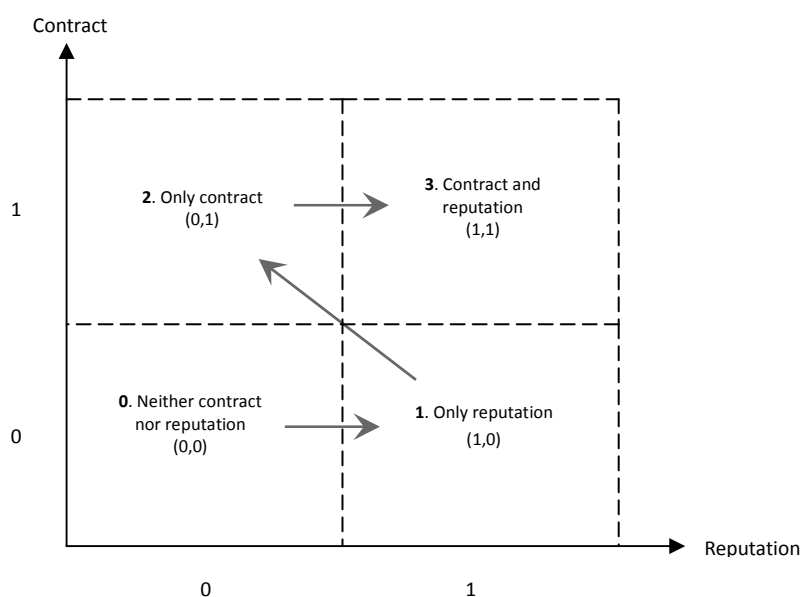 Contract
1
2. Only contract
(0,1)
3. Contract and
reputation
(1,1)
0
0. Neither contract
nor reputation
(0,0)
1. Only reputation
(1,0)
Reputation
0
1